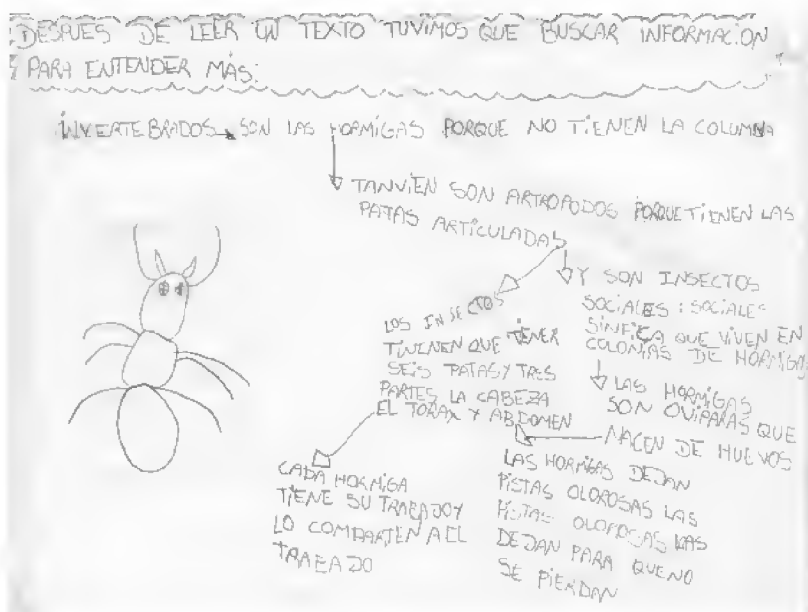 DESPUES DE LEER UN TEXTO TUVIMOS QUE BUSCAR INFORMACION
PARA ENTENDER MÁS:
INVERTEBRADOS SON LAS HORMIGAS PORQUE NO TIENEN LA COLUMNA
TANVIEN SON ARTROPODOS PORQUE TIENEN LAS
PATAS ARTICULADAS
LOS INSECTOS
TINENEN QUE TENER
SEIS PATAS Y TRES
PARTES LA CABEZA
EL TORAX Y ABDOMEN
Y SON INSECTOS
SOCIALES: SOCIALES
SINFICA QUE VIVEN EN
COLONIAS DE HORMIGAS
LAS HORMIGAS
SON OVIPARAS QUE
NACEN DE HUEVOS
CADA HORMIGA
TIENE SU TRABAJO Y
LO COMPARTEN A EL
TRABAJO
LAS HORMIGAS DEJAN
PISTAS OLOROSAS LAS
PISTAS OLOROSAS LAS
DEJAN PARA QUE NO
SE PIERDAN